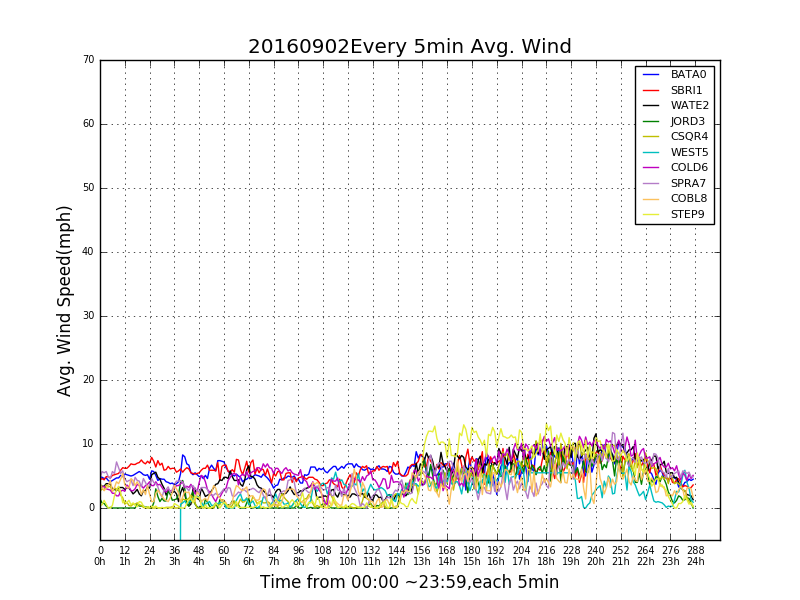 20160902Every 5min Avg. Wind
70
60
50
40
30
20
10
0
Avg. Wind Speed(mph)
BATA0
SBRI1
WATE2
JORD3
CSQR4
WEST5
COLD6
SPRA7
COBL8
STEP9
0 12 24 36 48 60 72 84 96 108 120 132 144 156 168 180 192 204 216 228 240 252 264 276 288
0h 1h 2h 3h 4h 5h 6h 7h 8h 9h 10h 11h 12h 13h 14h 15h 16h 17h 18h 19h 20h 21h 22h 23h 24h
Time from 00:00 ~23:59,each 5min